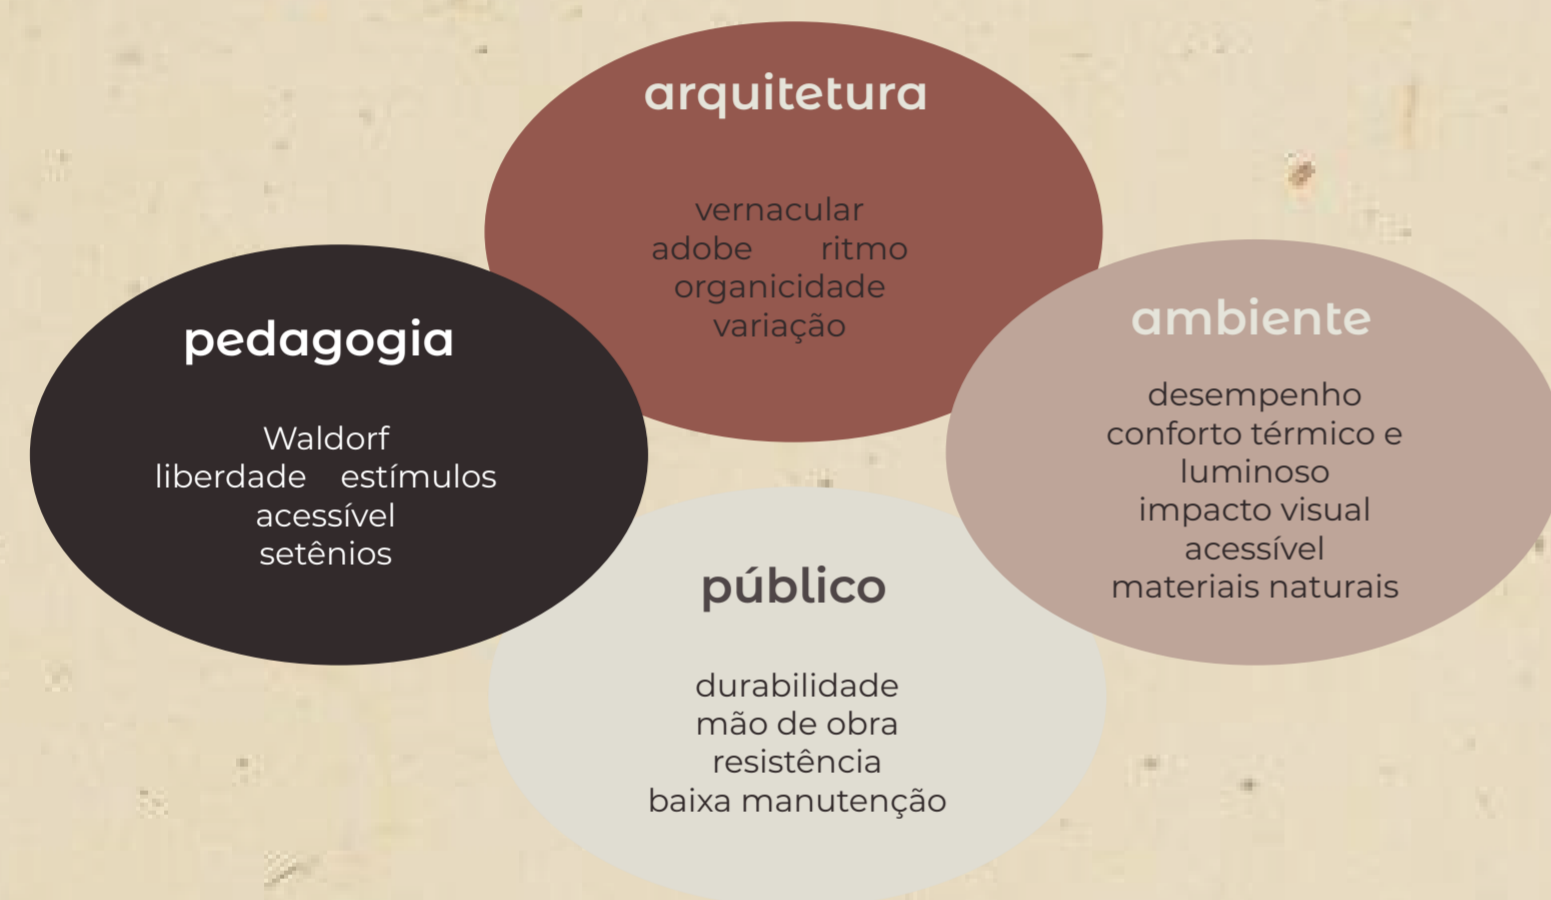 arquitetura
vernacular
adobe ritmo
organicidade
variação
pedagogia
Waldorf
liberdade estímulos
acessível
setênios
ambiente
desempenho
conforto térmico e
luminoso
impacto visual
acessível
materiais naturais
público
durabilidade
mão de obra
resistência
baixa manutenção